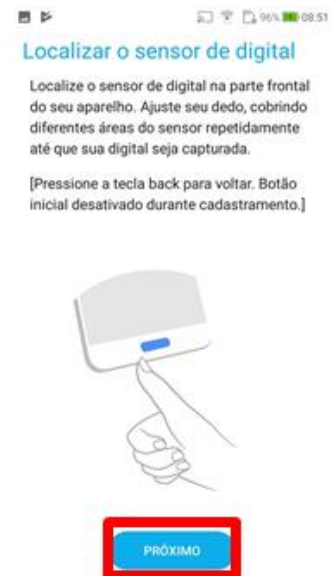 96% 08:51
Localizar o sensor de digital
Localize o sensor de digital na parte frontal
do seu aparelho. Ajuste seu dedo, cobrindo
diferentes áreas do sensor repetidamente
até que sua digital seja capturada.
[Pressione a tecla back para voltar. Botão
inicial desativado durante cadastramento.]
PRÓXIMO